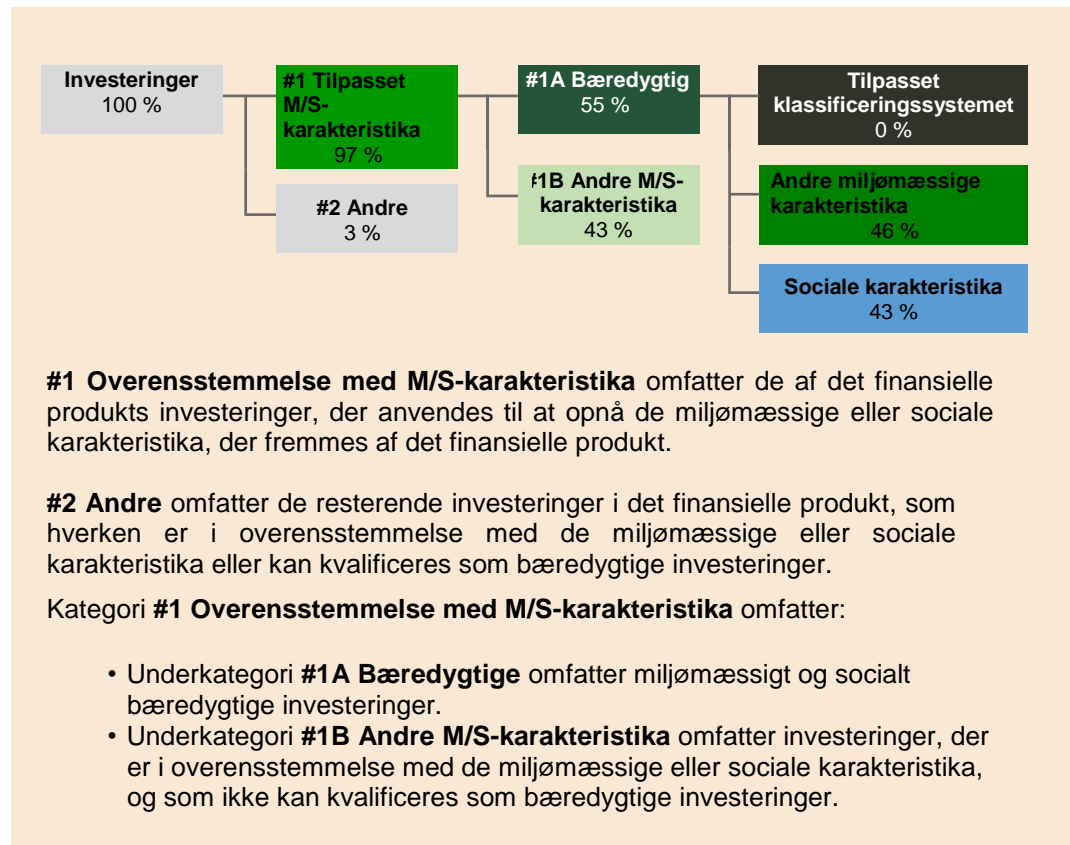 Investeringer
100 %
#1 Tilpasset
M/S-
karakteristika
97 %
#2 Andre
3 %
#1A Bæredygtig
55 %
#1B Andre M/S-
karakteristika
43 %
Tilpasset
klassificeringssystemet
0 %
Andre miljømæssige
karakteristika
46 %
Sociale karakteristika
43 %
#1 Overensstemmelse med M/S-karakteristika omfatter de af det finansielle
produkts investeringer, der anvendes til at opnå de miljømæssige eller sociale
karakteristika, der fremmes af det finansielle produkt.
#2 Andre omfatter de resterende investeringer i det finansielle produkt, som
hverken er i overensstemmelse med de miljømæssige eller sociale
karakteristika eller kan kvalificeres som bæredygtige investeringer.
Kategori #1 Overensstemmelse med M/S-karakteristika omfatter:
• Underkategori #1A Bæredygtige omfatter miljømæssigt og socialt
bæredygtige investeringer.
• Underkategori #1B Andre M/S-karakteristika omfatter investeringer, der
er i overensstemmelse med de miljømæssige eller sociale karakteristika,
og som ikke kan kvalificeres som bæredygtige investeringer.